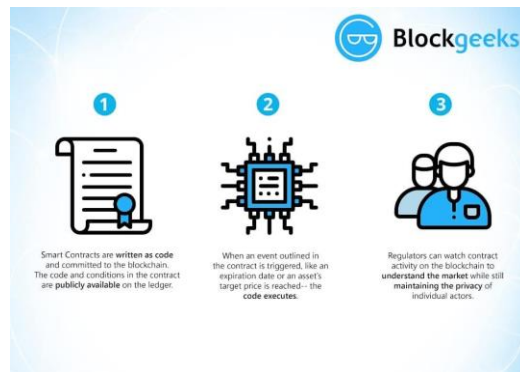 Blockgeeks
1
2
3
Smart Contracts are written as code
and committed to the blockchain.
The code and conditions in the contract
are publicly available on the ledger.
When an event outlined in
the contract is triggered, like an
expiration date or an asset's
target price is reached-- the
code executes.
Regulators can watch contract
activity on the blockchain to
understand the market while still
maintaining the privacy of
individual actors.